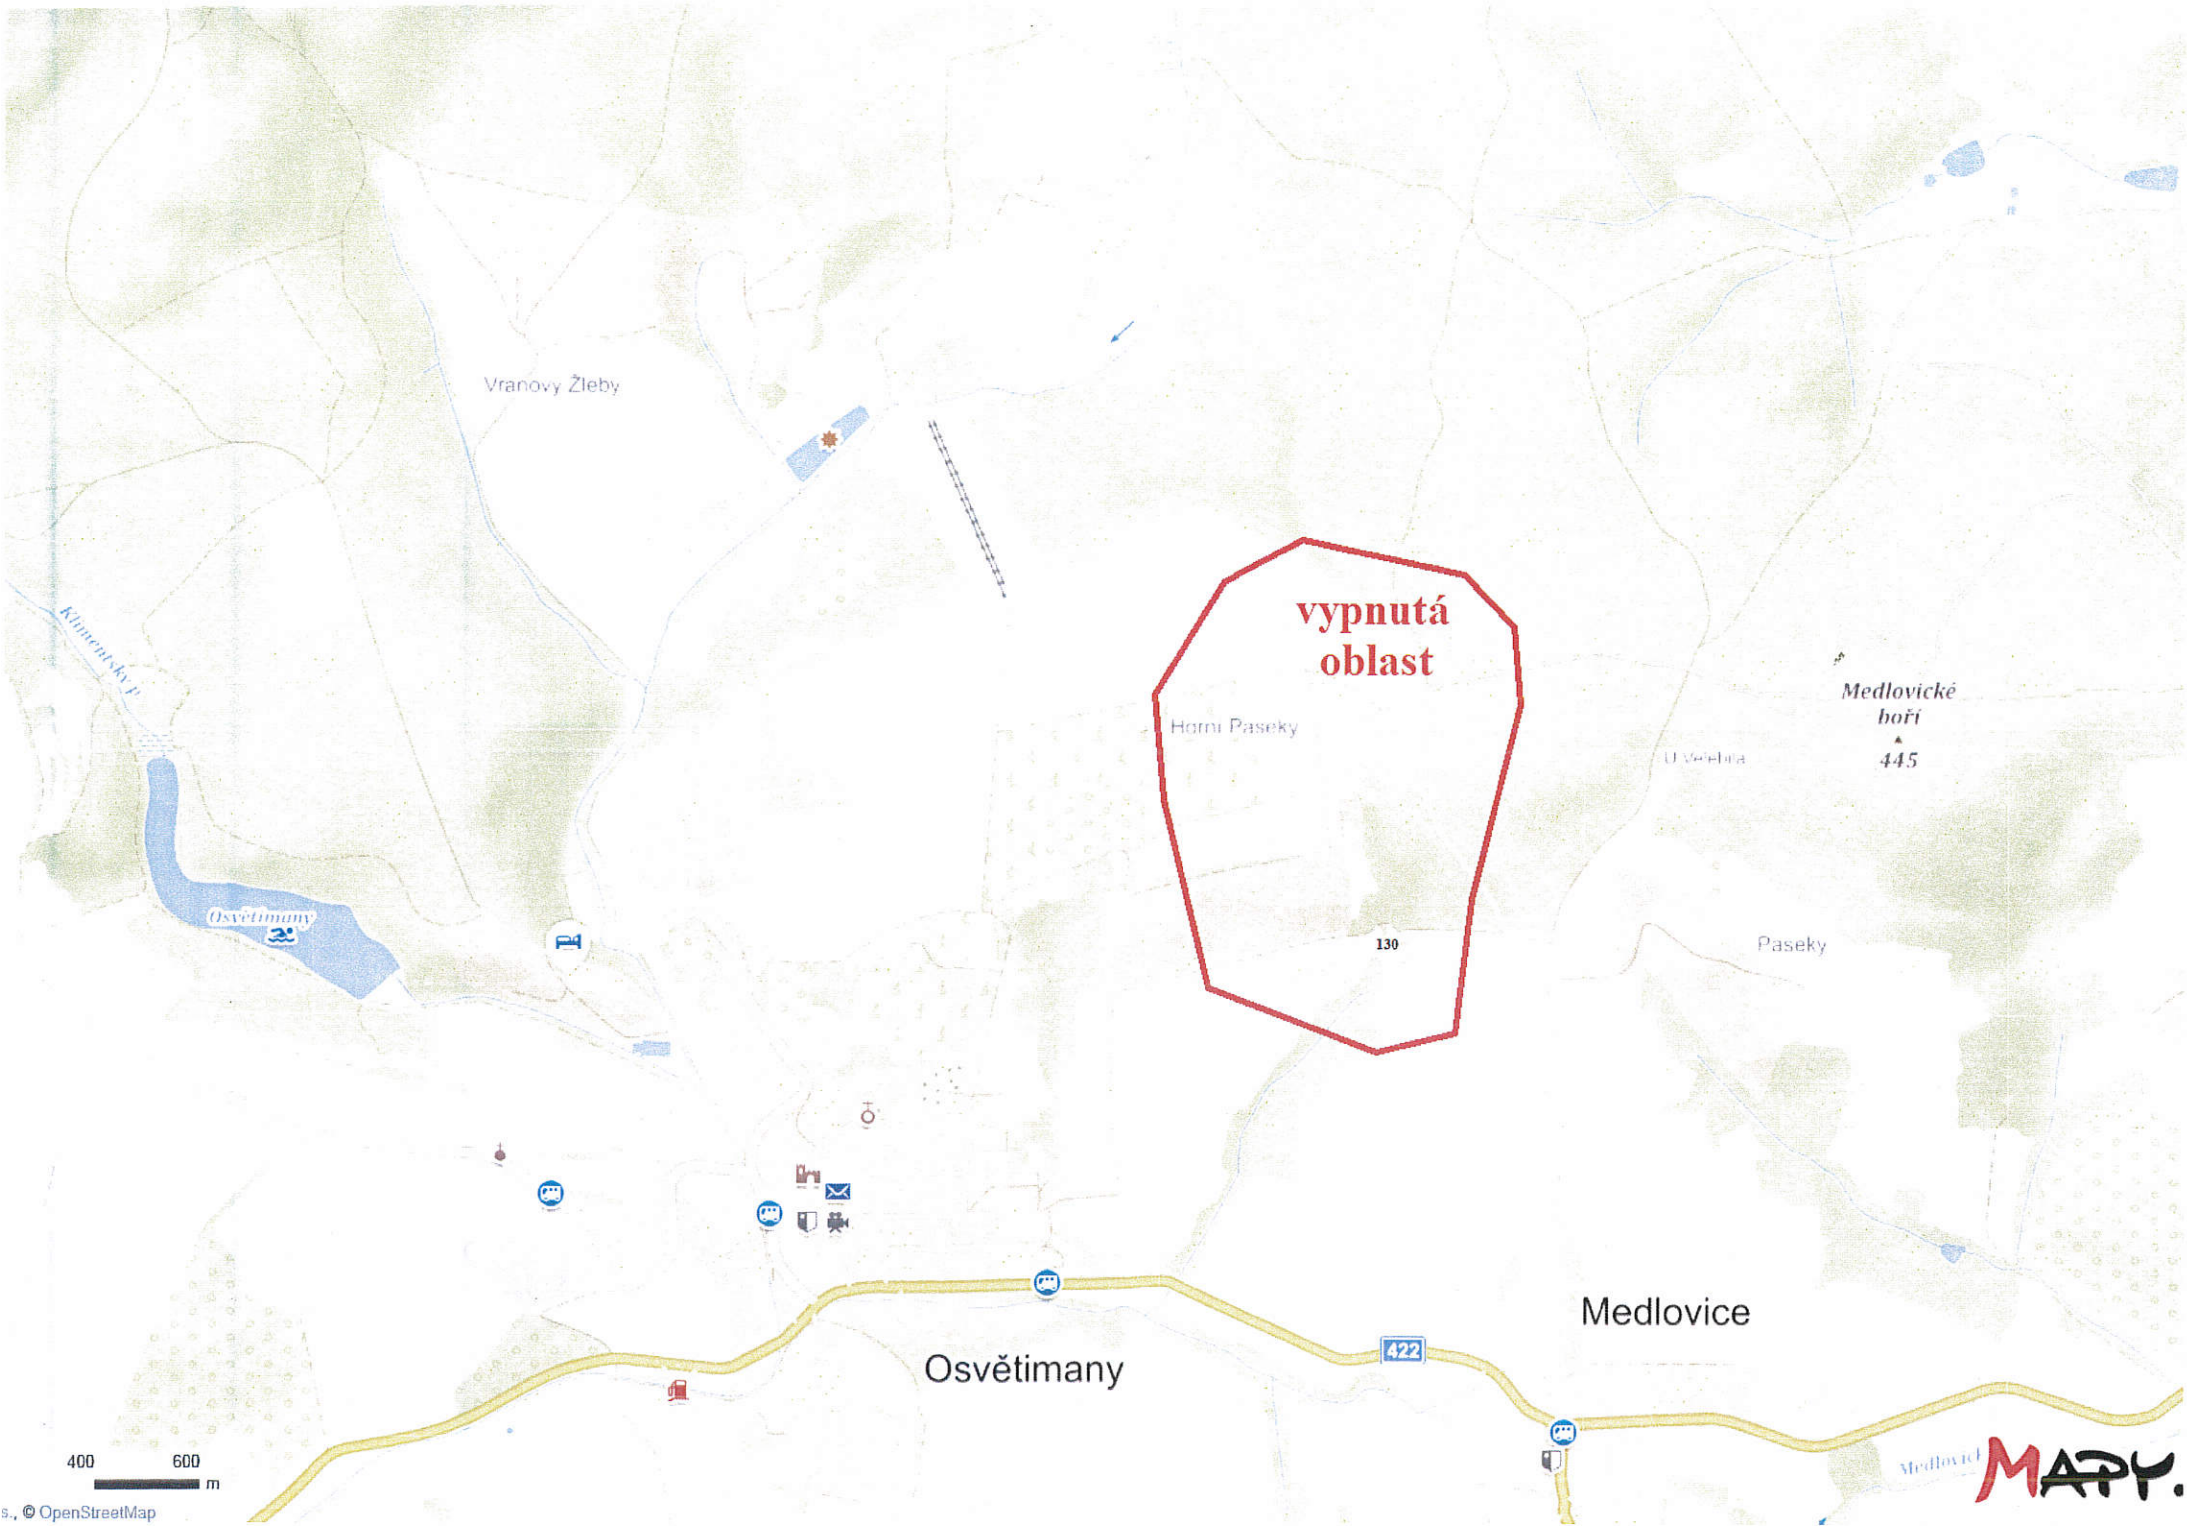 Vranovy Žleby
vypnutá
oblast
Klimentský p.
Medlovické
boří
445
Horní Paseky
U Velebila
Osvětimany
130
Paseky
Medlovice
422
Osvětimany
400 600
m
MAPY.
s., © OpenStreetMap